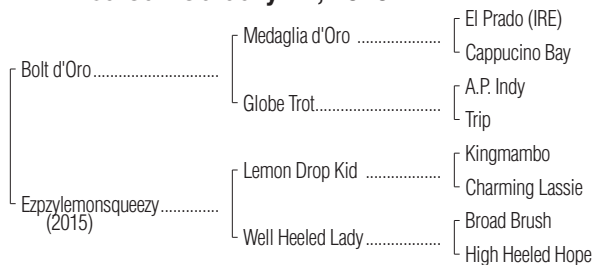 Medaglia d'Oro
El Prado (IRE)
Cappucino Bay
Bolt d'Oro
Globe Trot
A.P. Indy
Trip
Ezpzylemonsqueezy
(2015)
Lemon Drop Kid
Kingmambo
Charming Lassie
Well Heeled Lady
Broad Brush
High Heeled Hope